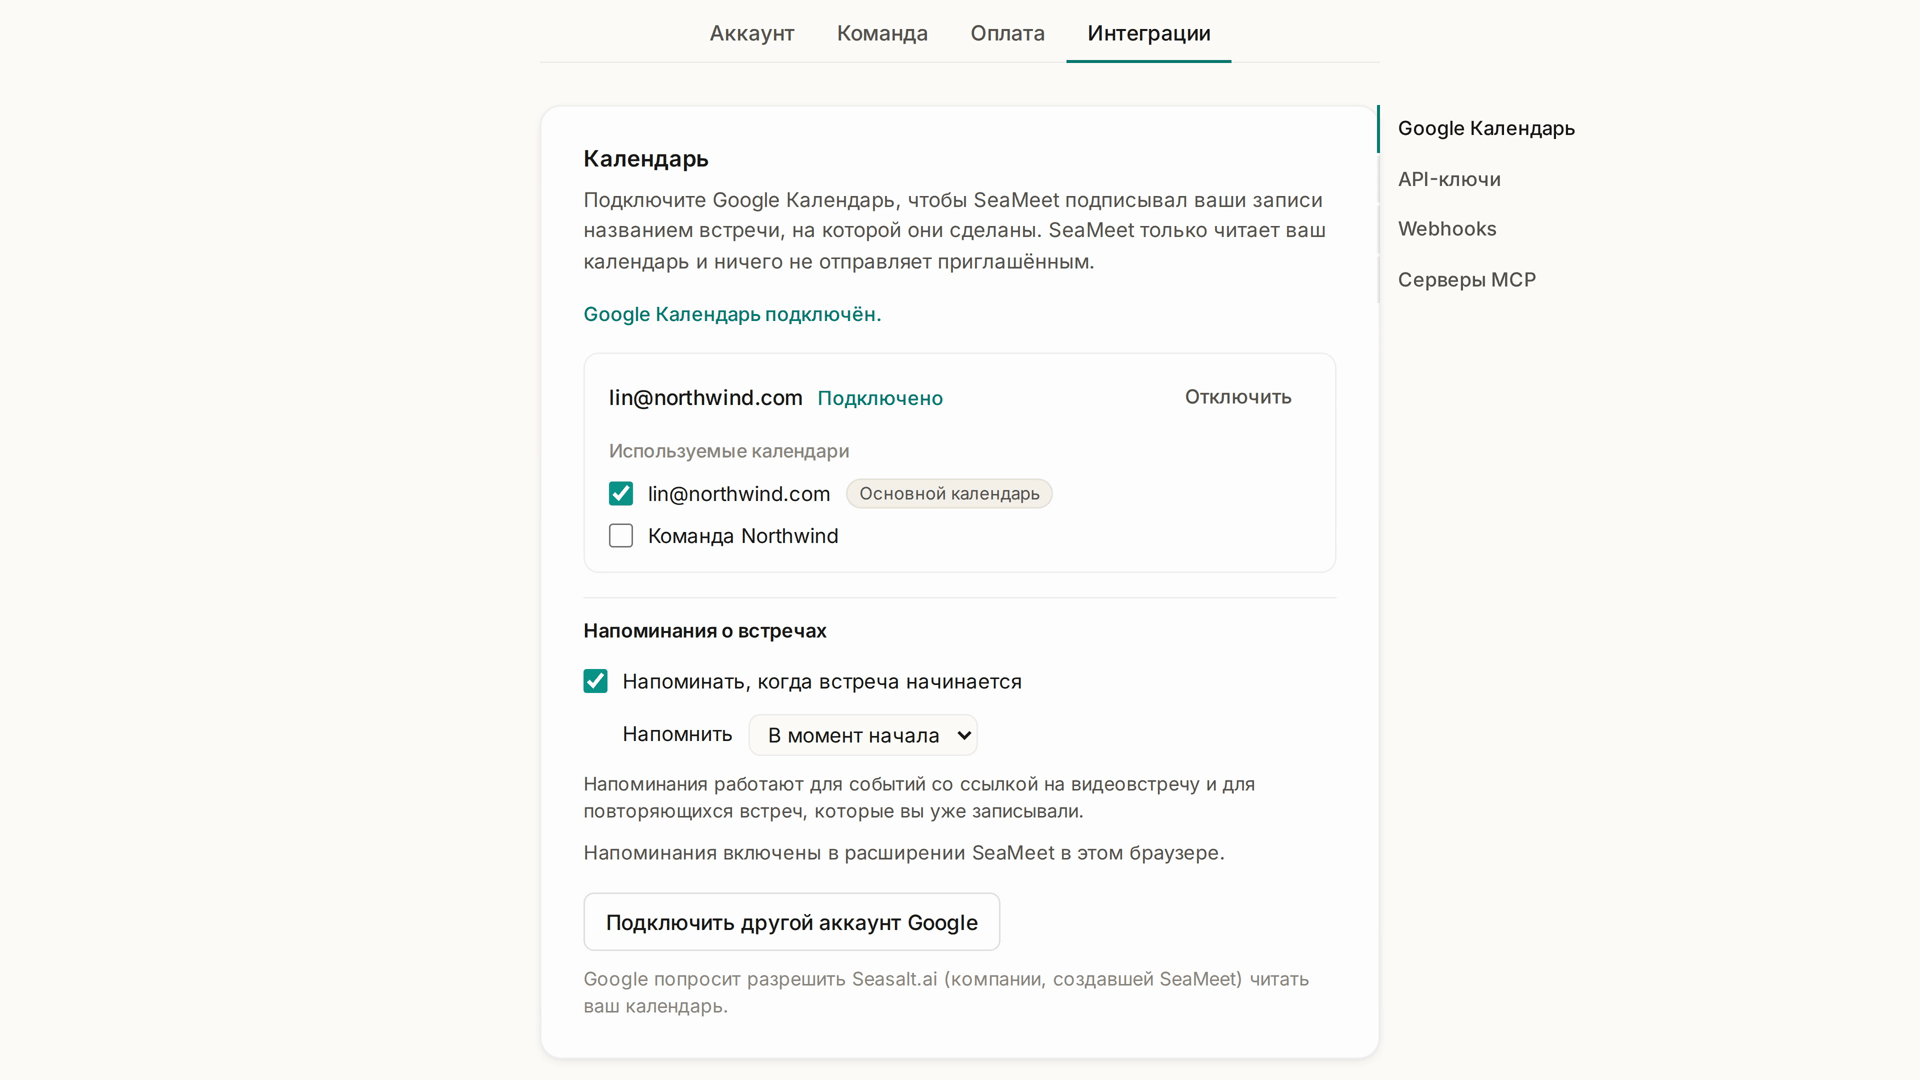 Аккаунт
Команда
Оплата
Интеграции
Календарь
Подключите Google Календарь, чтобы SeaMeet подписывал ваши записи
названием встречи, на которой они сделаны. SeaMeet только читает ваш
календарь и ничего не отправляет приглашённым.
Google Календарь подключён.
lin@northwind.com Подключено
Отключить
Используемые календари
lin@northwind.com Основной календарь
Команда Northwind
Напоминания о встречах
Напоминать, когда встреча начинается
Напомнить В момент начала
Напоминания работают для событий со ссылкой на видеовстречу и для
повторяющихся встреч, которые вы уже записывали.
Напоминания включены в расширении SeaMeet в этом браузере.
Подключить другой аккаунт Google
Google попросит разрешить Seasalt.ai (компании, создавшей SeaMeet) читать
ваш календарь.
Google Календарь
API-ключи
Webhooks
Серверы MCP